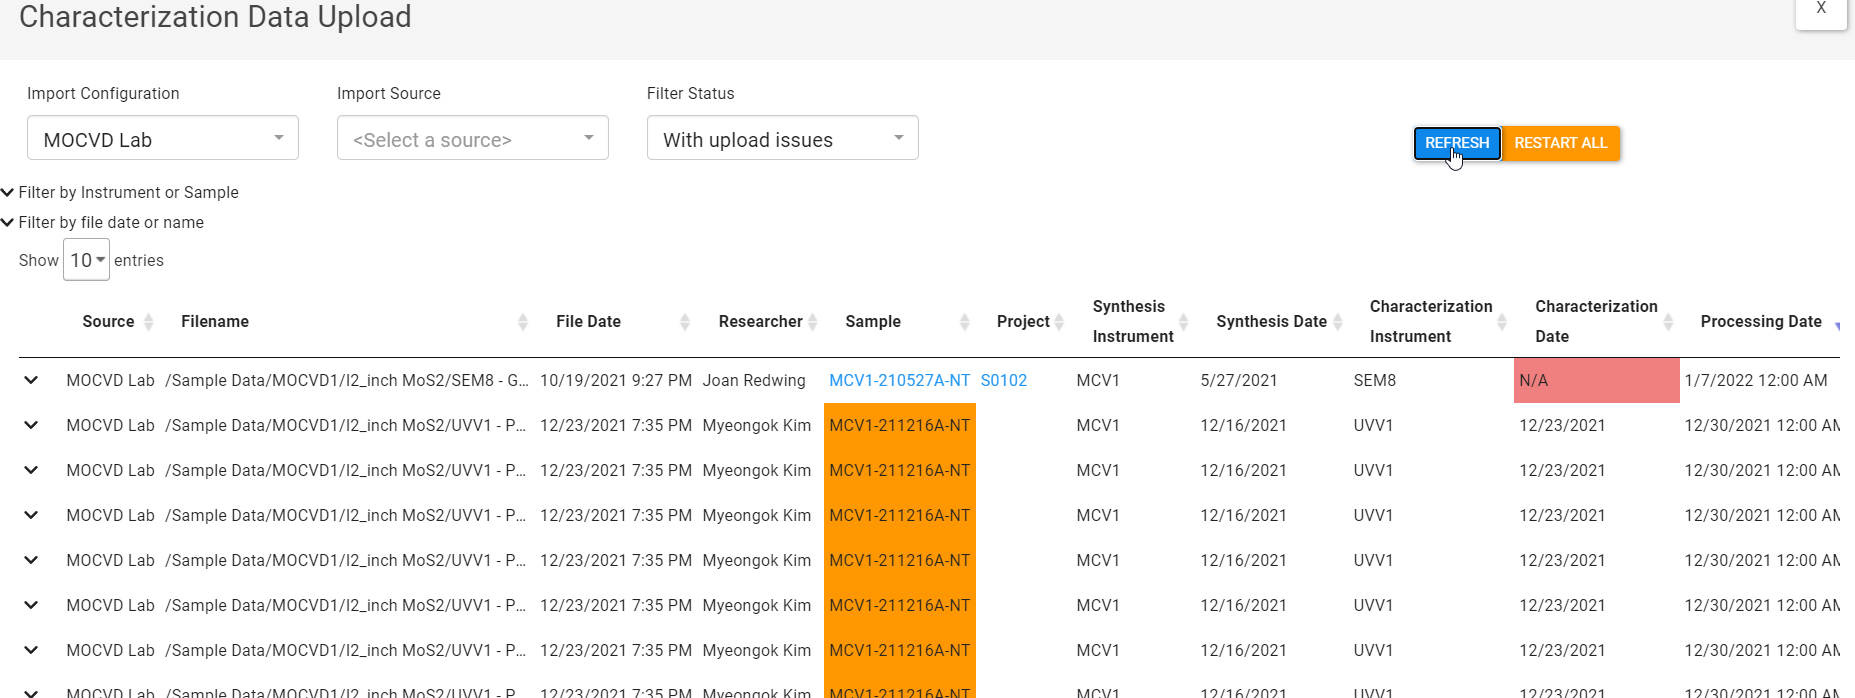 Characterization Data Upload
X
Import Configuration Import Source Filter Status
MOCVD Lab <Select a source> With upload issues REFRESH RESTART ALL
Filter by Instrument or Sample
Filter by file date or name
Show 10 entries
Source Filename File Date Researcher Sample Project Synthesis Instrument Synthesis Date Characterization Instrument Characterization Date Processing Date
MOCVD Lab /Sample Data/MOCVD1/I2_inch MoS2/SEM8 - G... 10/19/2021 9:27 PM Joan Redwing MCV1-210527A-NT S0102 MCV1 5/27/2021 SEM8 N/A 1/7/2022 12:00 AM
MOCVD Lab /Sample Data/MOCVD1/I2_inch MoS2/UVV1 - P... 12/23/2021 7:35 PM Myeongok Kim MCV1-211216A-NT MCV1 12/16/2021 UVV1 12/23/2021 12/30/2021 12:00 AM
MOCVD Lab /Sample Data/MOCVD1/I2_inch MoS2/UVV1 - P... 12/23/2021 7:35 PM Myeongok Kim MCV1-211216A-NT MCV1 12/16/2021 UVV1 12/23/2021 12/30/2021 12:00 AM
MOCVD Lab /Sample Data/MOCVD1/I2_inch MoS2/UVV1 - P... 12/23/2021 7:35 PM Myeongok Kim MCV1-211216A-NT MCV1 12/16/2021 UVV1 12/23/2021 12/30/2021 12:00 AM
MOCVD Lab /Sample Data/MOCVD1/I2_inch MoS2/UVV1 - P... 12/23/2021 7:35 PM Myeongok Kim MCV1-211216A-NT MCV1 12/16/2021 UVV1 12/23/2021 12/30/2021 12:00 AM
MOCVD Lab /Sample Data/MOCVD1/I2_inch MoS2/UVV1 - P... 12/23/2021 7:35 PM Myeongok Kim MCV1-211216A-NT MCV1 12/16/2021 UVV1 12/23/2021 12/30/2021 12:00 AM
MOCVD Lab /Sample Data/MOCVD1/I2_inch MoS2/UVV1 - P... 12/23/2021 7:35 PM Myeongok Kim MCV1-211216A-NT MCV1 12/16/2021 UVV1 12/23/2021 12/30/2021 12:00 AM
MOCVD Lab /Sample Data/MOCVD1/I2_inch MoS2/UVV1 - P... 12/23/2021 7:35 PM Myeongok Kim MCV1-211216A-NT MCV1 12/16/2021 UVV1 12/23/2021 12/30/2021 12:00 AM